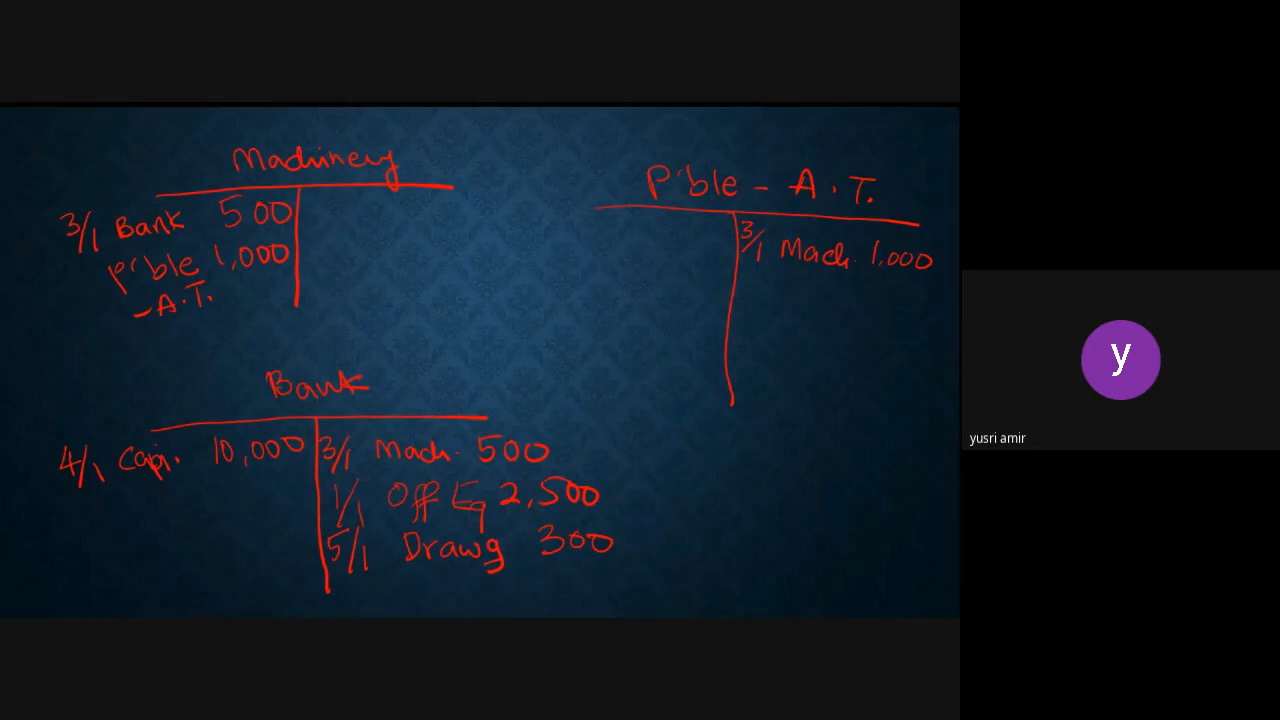 Machinery
3/1 Bank 500
P'ble 1,000
- A.T.
P'ble - A.T.
3/1 Mach. 1,000
Bank
4/1 Capi. 10,000
3/1 Mach. 500
1/1 Off Eq 2,500
5/1 Drawg 300
y
yusri amir